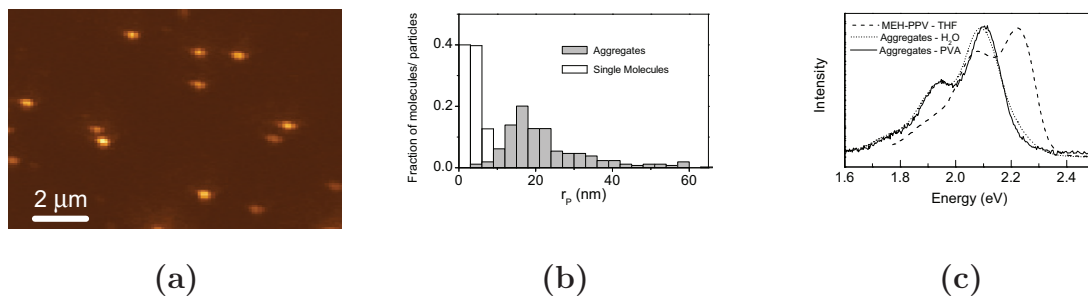 2 μm
(a)
Fraction of molecules/ particles
0.4
0.2
0.0
0
20
40
60
r_P (nm)
Aggregates
Single Molecules
(b)
Intensity
MEH-PPV - THF
Aggregates - H₂O
Aggregates - PVA
1.6
1.8
2.0
2.2
2.4
Energy (eV)
(c)